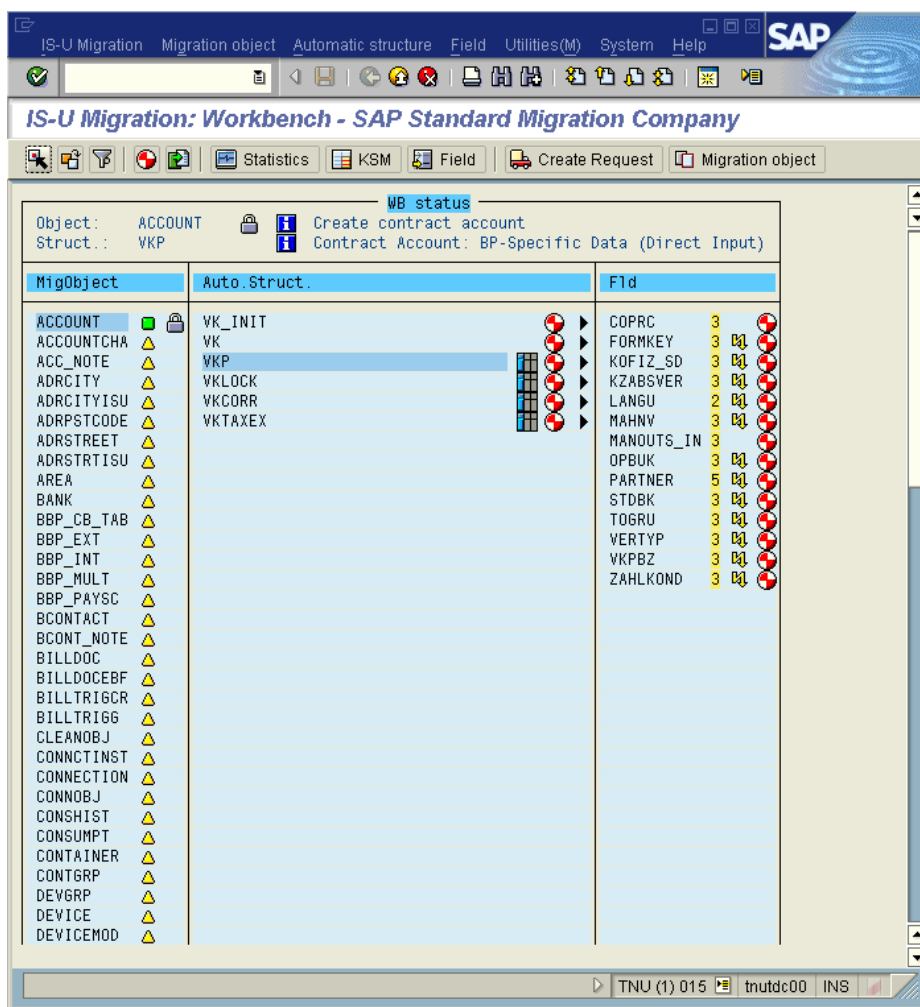 IS-U Migration Migration object Automatic structure Field Utilities(M) System Help
SAP
IS-U Migration: Workbench - SAP Standard Migration Company
Statistics KSM Field Create Request Migration object
WB status
Object: ACCOUNT Create contract account
Struct.: VKP Contract Account: BP-Specific Data (Direct Input)
MigObject Auto.Struct. Fld
ACCOUNT VK_INIT COPRC 3
ACCOUNTCHA VK FORMKEY 3
ACC_NOTE VKP KOFIZ_SD 3
ADRCITY VKLOCK KZABSVER 3
ADRCITYISU VKCORR LANGU 2
ADRPSTCODE VKTAXEX MAHNV 3
ADRSTREET MANOUTS_IN 3
ADRSTRTISU OPBUK 3
AREA PARTNER 5
BANK STDBK 3
BBP_CB_TAB TOGRU 3
BBP_EXT VERTYP 3
BBP_INT VKPBZ 3
BBP_MULT ZAHLKOND 3
BBP_PAYSC
BCONTACT
BCONT_NOTE
BILLDOC
BILLDOCEBF
BILLTRIGCR
BILLTRIGG
CLEANOBJ
CONNCTINST
CONNECTION
CONNOBJ
CONSHIST
CONSUMPT
CONTAINER
CONTGRP
DEVGRP
DEVICE
DEVICEMOD
TNU (1) 015 tnutdc00 INS